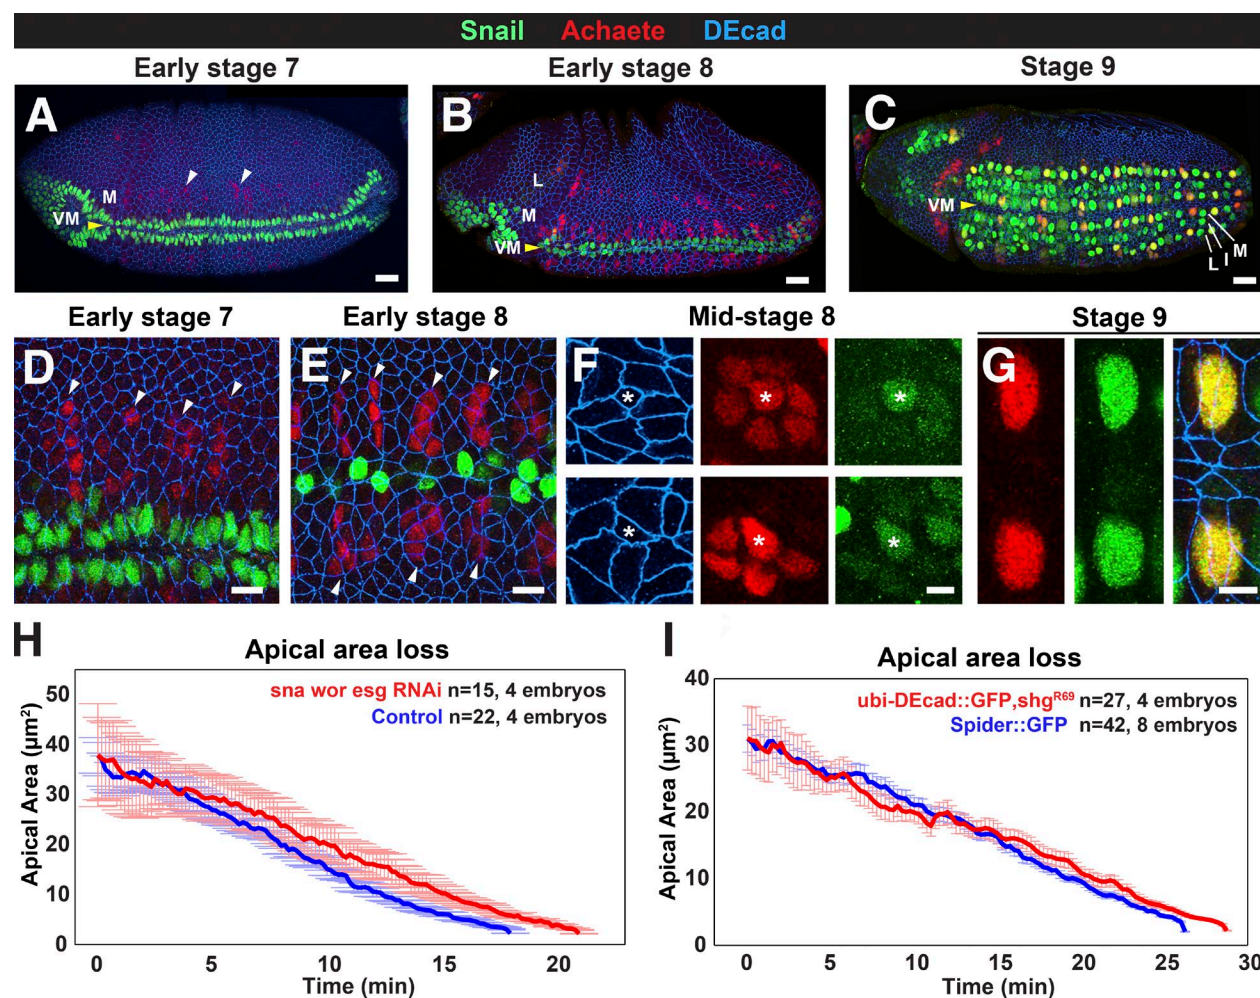 Snail Achaete DEcad
Early stage 7 Early stage 8 Stage 9
A B C
M VM
L M VM
VM L I M
Early stage 7 Early stage 8 Mid-stage 8 Stage 9
D E F G
* * *
* * *
H
Apical area loss
sna wor esg RNAi n=15, 4 embryos
Control n=22, 4 embryos
Apical Area (µm²)
50
40
30
20
10
0
0 5 10 15 20
Time (min)
I
Apical area loss
ubi-DEcad::GFP,shgR69 n=27, 4 embryos
Spider::GFP n=42, 8 embryos
Apical Area (µm²)
40
30
20
10
0
0 5 10 15 20 25 30
Time (min)